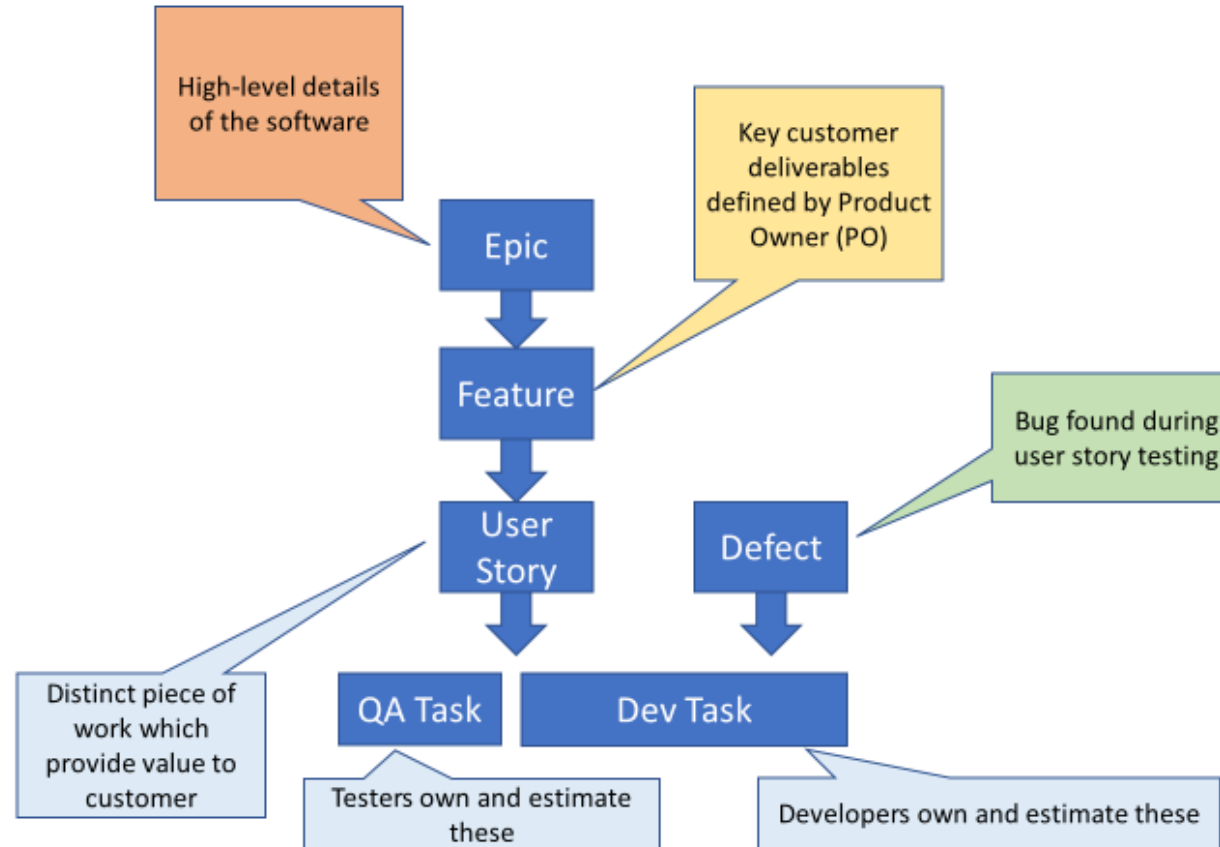 High-level details
of the software
Key customer
deliverables
defined by Product
Owner (PO)
Epic
Feature
Bug found during
user story testing
User
Story
Defect
Distinct piece of
work which
provide value to
customer
QA Task
Dev Task
Testers own and estimate
these
Developers own and estimate these